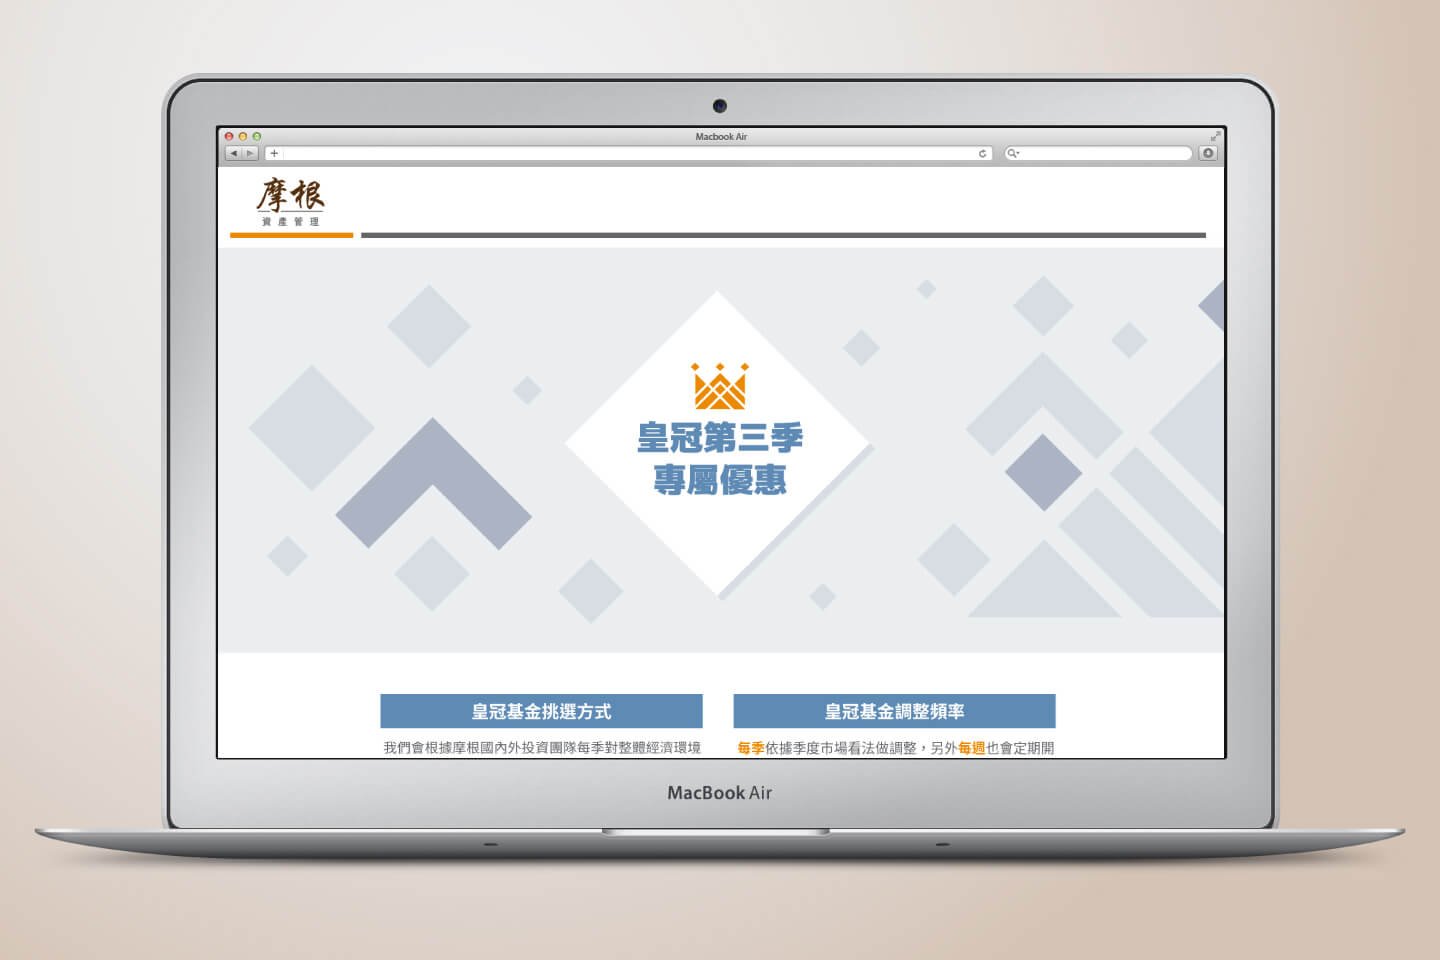 Macbook Air
摩根
資產管理
皇冠第三季
專屬優惠
皇冠基金挑選方式
皇冠基金調整頻率
我們會根據摩根國內外投資團隊每季對整體經濟環境
每季依據季度市場看法做調整，另外每週也會定期開
MacBook Air